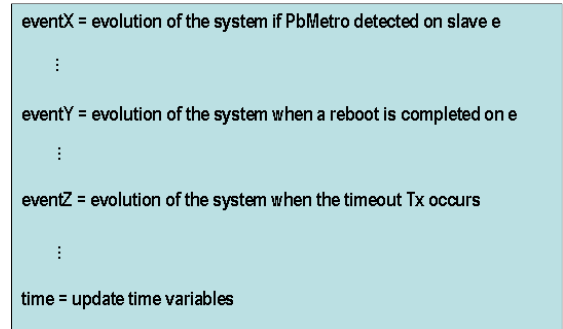 eventX = evolution of the system if PbMetro detected on slave e
⋮
eventY = evolution of the system when a reboot is completed on e
⋮
eventZ = evolution of the system when the timeout Tx occurs
⋮
time = update time variables